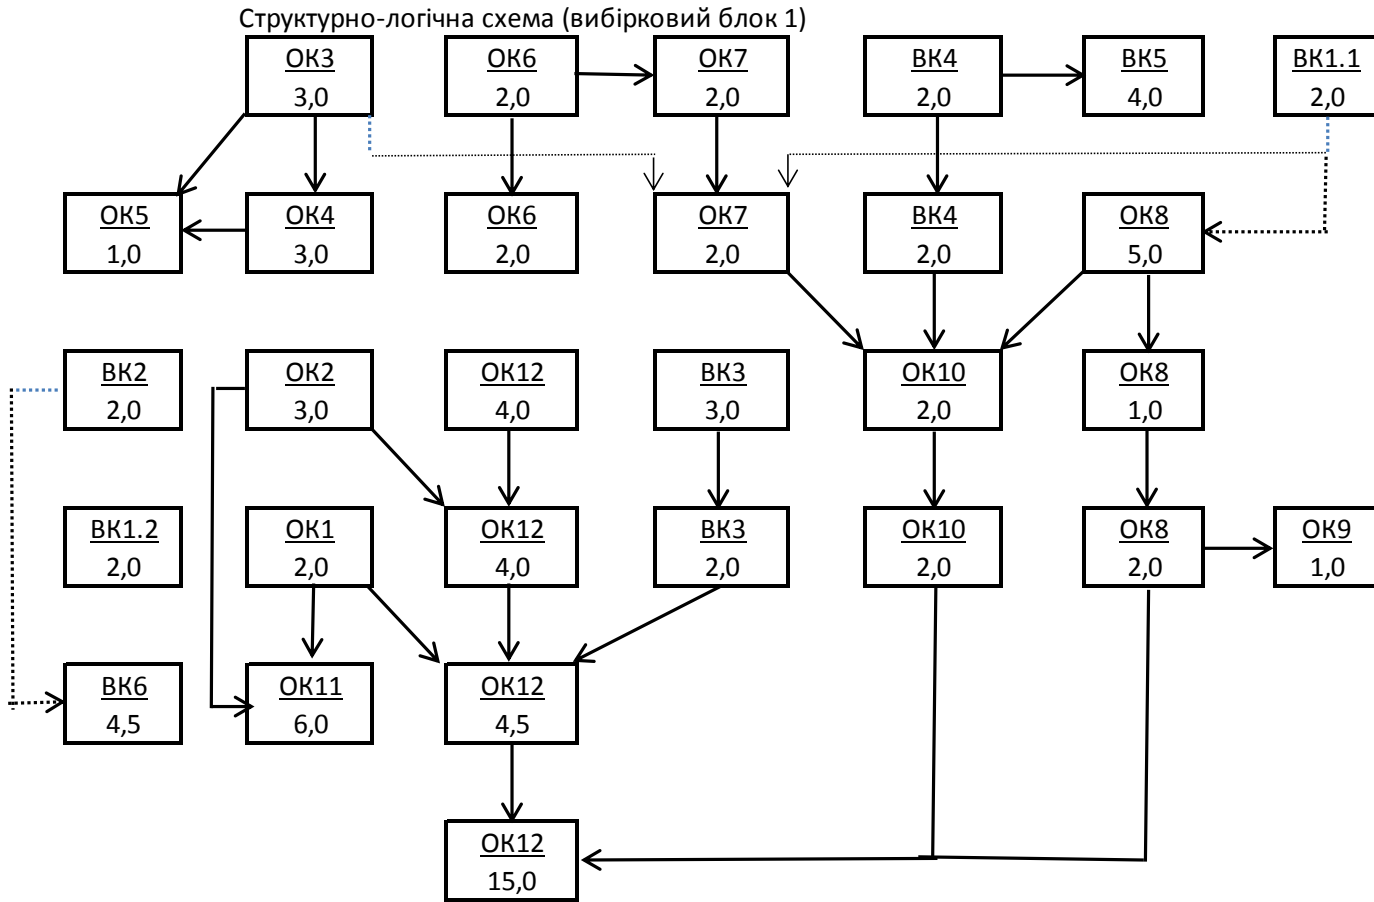 Структурно-логічна схема (вибірковий блок 1)
ОК3
3,0
ОК6
2,0
ОК7
2,0
ВК4
2,0
ВК5
4,0
ВК1.1
2,0
ОК5
1,0
ОК4
3,0
ОК6
2,0
ОК7
2,0
ВК4
2,0
ОК8
5,0
ВК2
2,0
ОК2
3,0
ОК12
4,0
ВК3
3,0
ОК10
2,0
ОК8
1,0
ВК1.2
2,0
ОК1
2,0
ОК12
4,0
ВК3
2,0
ОК10
2,0
ОК8
2,0
ОК9
1,0
ВК6
4,5
ОК11
6,0
ОК12
4,5
ОК12
15,0